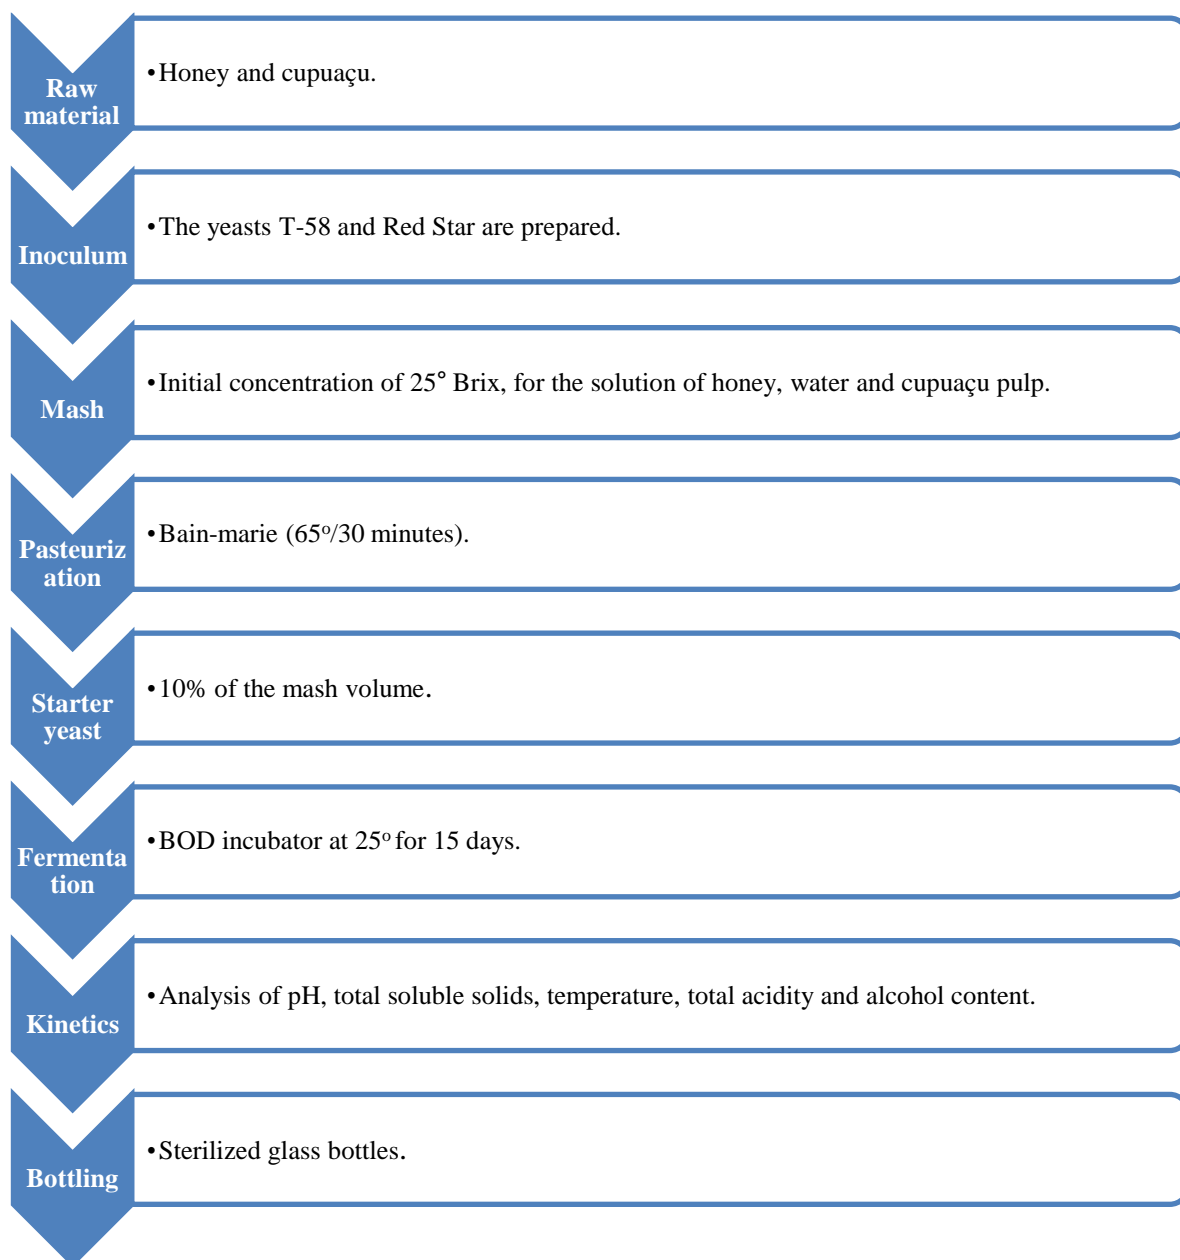 Raw
material
•Honey and cupuaçu.
Inoculum
•The yeasts T-58 and Red Star are prepared.
Mash
•Initial concentration of 25° Brix, for the solution of honey, water and cupuaçu pulp.
Pasteuriz
ation
•Bain-marie (65º/30 minutes).
Starter
yeast
•10% of the mash volume.
Fermenta
tion
•BOD incubator at 25º for 15 days.
Kinetics
•Analysis of pH, total soluble solids, temperature, total acidity and alcohol content.
Bottling
•Sterilized glass bottles.